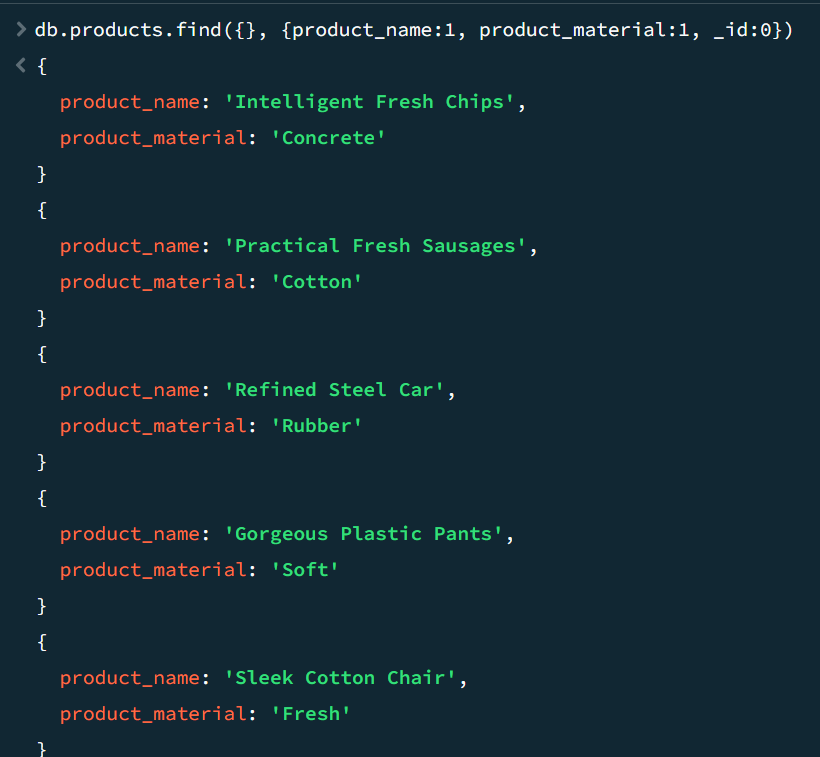 db.products.find({}, {product_name:1, product_material:1, _id:0})
{
product_name: 'Intelligent Fresh Chips',
product_material: 'Concrete'
}
{
product_name: 'Practical Fresh Sausages',
product_material: 'Cotton'
}
{
product_name: 'Refined Steel Car',
product_material: 'Rubber'
}
{
product_name: 'Gorgeous Plastic Pants',
product_material: 'Soft'
}
{
product_name: 'Sleek Cotton Chair',
product_material: 'Fresh'
}